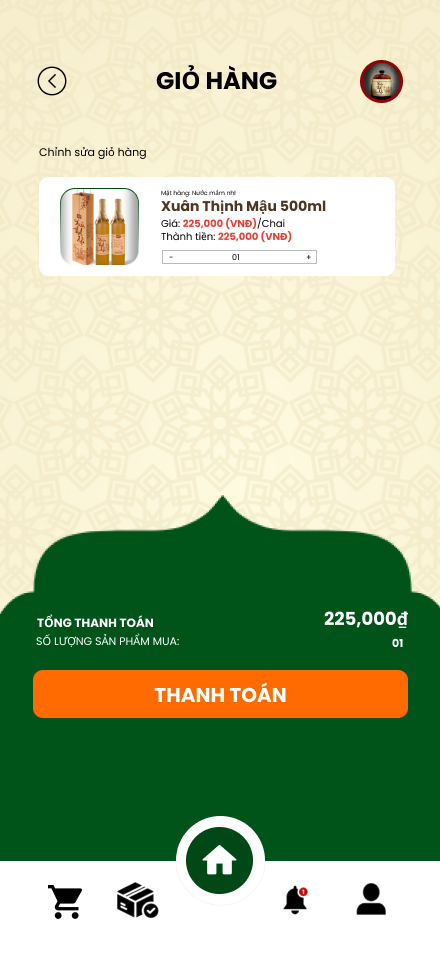 GIỎ HÀNG
Chỉnh sửa giỏ hàng
Mặt hàng: Nước mắm nhĩ
Xuân Thịnh Mậu 500ml
Giá: 225,000 (VNĐ)/Chai
Thành tiền: 225,000 (VNĐ)
- 01 +
TỔNG THANH TOÁN 225,000₫
SỐ LƯỢNG SẢN PHẨM MUA: 01
THANH TOÁN
1